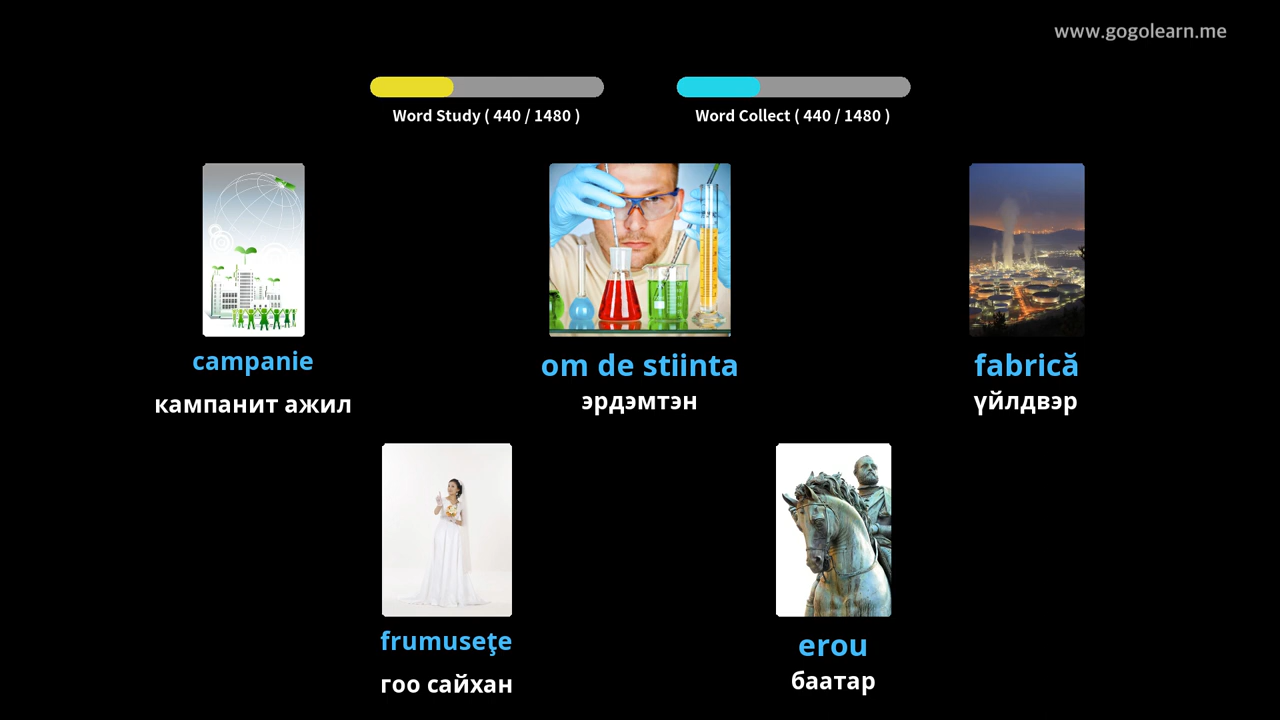 www.gogolearn.me
Word Study ( 440 / 1480 )
Word Collect ( 440 / 1480 )
campanie
кампанит ажил
om de stiinta
эрдэмтэн
fabrică
үйлдвэр
frumuseţe
гоо сайхан
erou
баатар